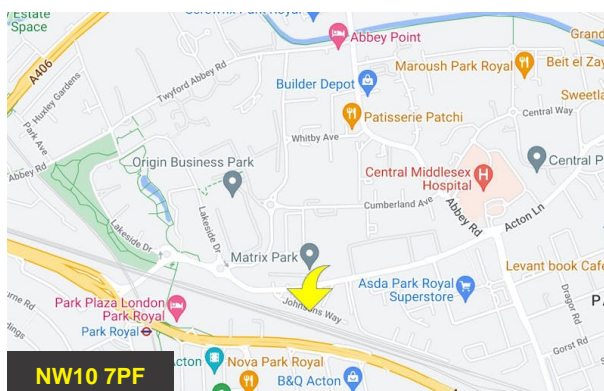 Estate
Space
Abbey Point
Grand
A406
Maroush Park Royal
Beit el Zay
Huxley Gardens
Twyford Abbey Rd
Builder Depot
Sweetla
Park Ave
Patisserie Patchi
Central Way
Whitby Ave
Abbey Rd
Origin Business Park
Central Middlesex
Hospital
Central P
Cumberland Ave
Abbey Rd
Acton Ln
Lakeside Dr
Lakeside Dr
Matrix Park
Levant book Cafe
Asda Park Royal
Superstore
Johnsons Way
Park Plaza London
Park Royal
Park Royal
Dragor Rd
PA
Gorst Rd
Acton
Nova Park Royal
B&Q Acton
NW10 7PF